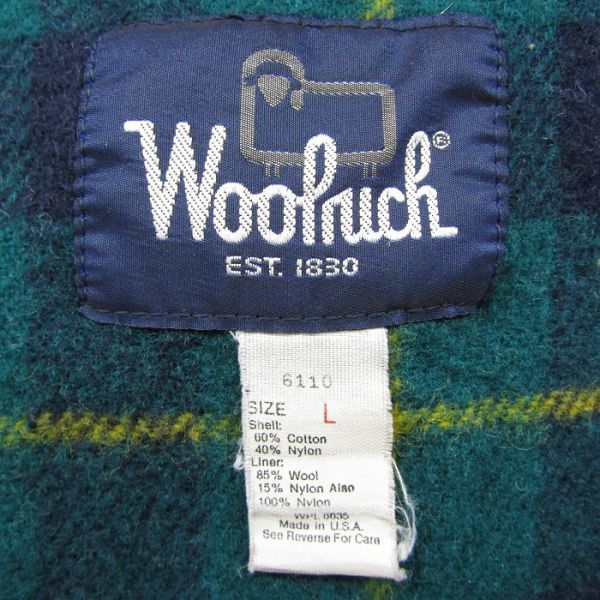 Woolrich®
EST. 1830
6110
SIZE L
Shell:
60% Cotton
40% Nylon
Liner:
85% Wool
15% Nylon Also
100% Nylon
WPL 6635
Made in U.S.A.
See Reverse For Care